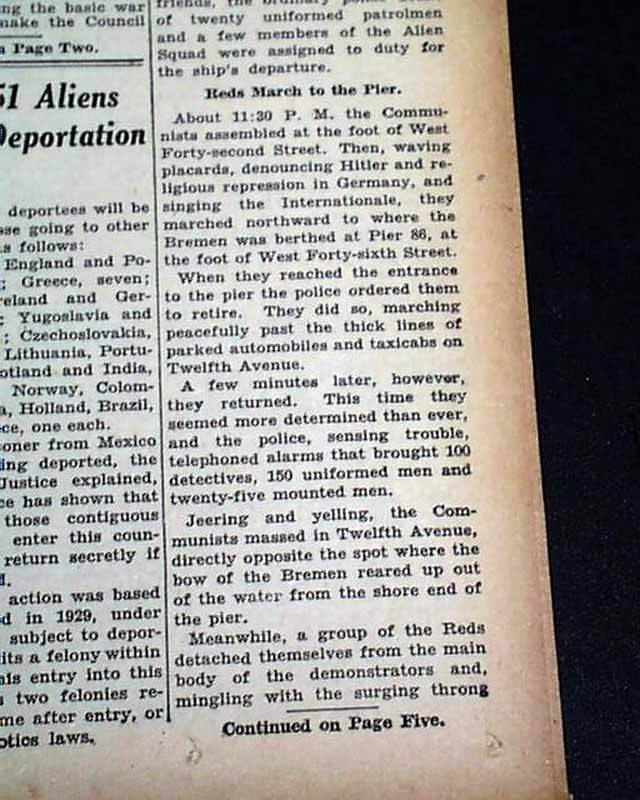 ng the basic war
make the Council
Page Two.
51 Aliens
Deportation
deportees will be
going to other
s follows:
England and Po-
; Greece, seven;
reland and Ger-
: Yugoslavia and
; Czechoslovakia,
Lithuania, Portu-
otland and India,
Norway, Colom-
a, Holland, Brazil,
ce, one each.
oner from Mexico
ing deported, the
Justice explained,
ce has shown that
those contiguous
enter this coun-
return secretly if
d.
action was based
d in 1929, under
subject to depor-
its a felony within
his entry into this
two felonies re-
me after entry, or
otics laws.
of twenty uniformed patrolmen
and a few members of the Alien
Squad were assigned to duty for
the ship's departure.
Reds March to the Pier.
About 11:30 P. M. the Commu-
nists assembled at the foot of West
Forty-second Street. Then, waving
placards, denouncing Hitler and re-
ligious repression in Germany, and
singing the Internationale, they
marched northward to where the
Bremen was berthed at Pier 86, at
the foot of West Forty-sixth Street.
When they reached the entrance
to the pier the police ordered them
to retire. They did so, marching
peacefully past the thick lines of
parked automobiles and taxicabs on
Twelfth Avenue.
A few minutes later, however,
they returned. This time they
seemed more determined than ever,
and the police, sensing trouble,
telephoned alarms that brought 100
detectives, 150 uniformed men and
twenty-five mounted men.
Jeering and yelling, the Com-
munists massed in Twelfth Avenue,
directly opposite the spot where the
bow of the Bremen reared up out
of the water from the shore end of
the pier.
Meanwhile, a group of the Reds
detached themselves from the main
body of the demonstrators and,
mingling with the surging throng
Continued on Page Five.